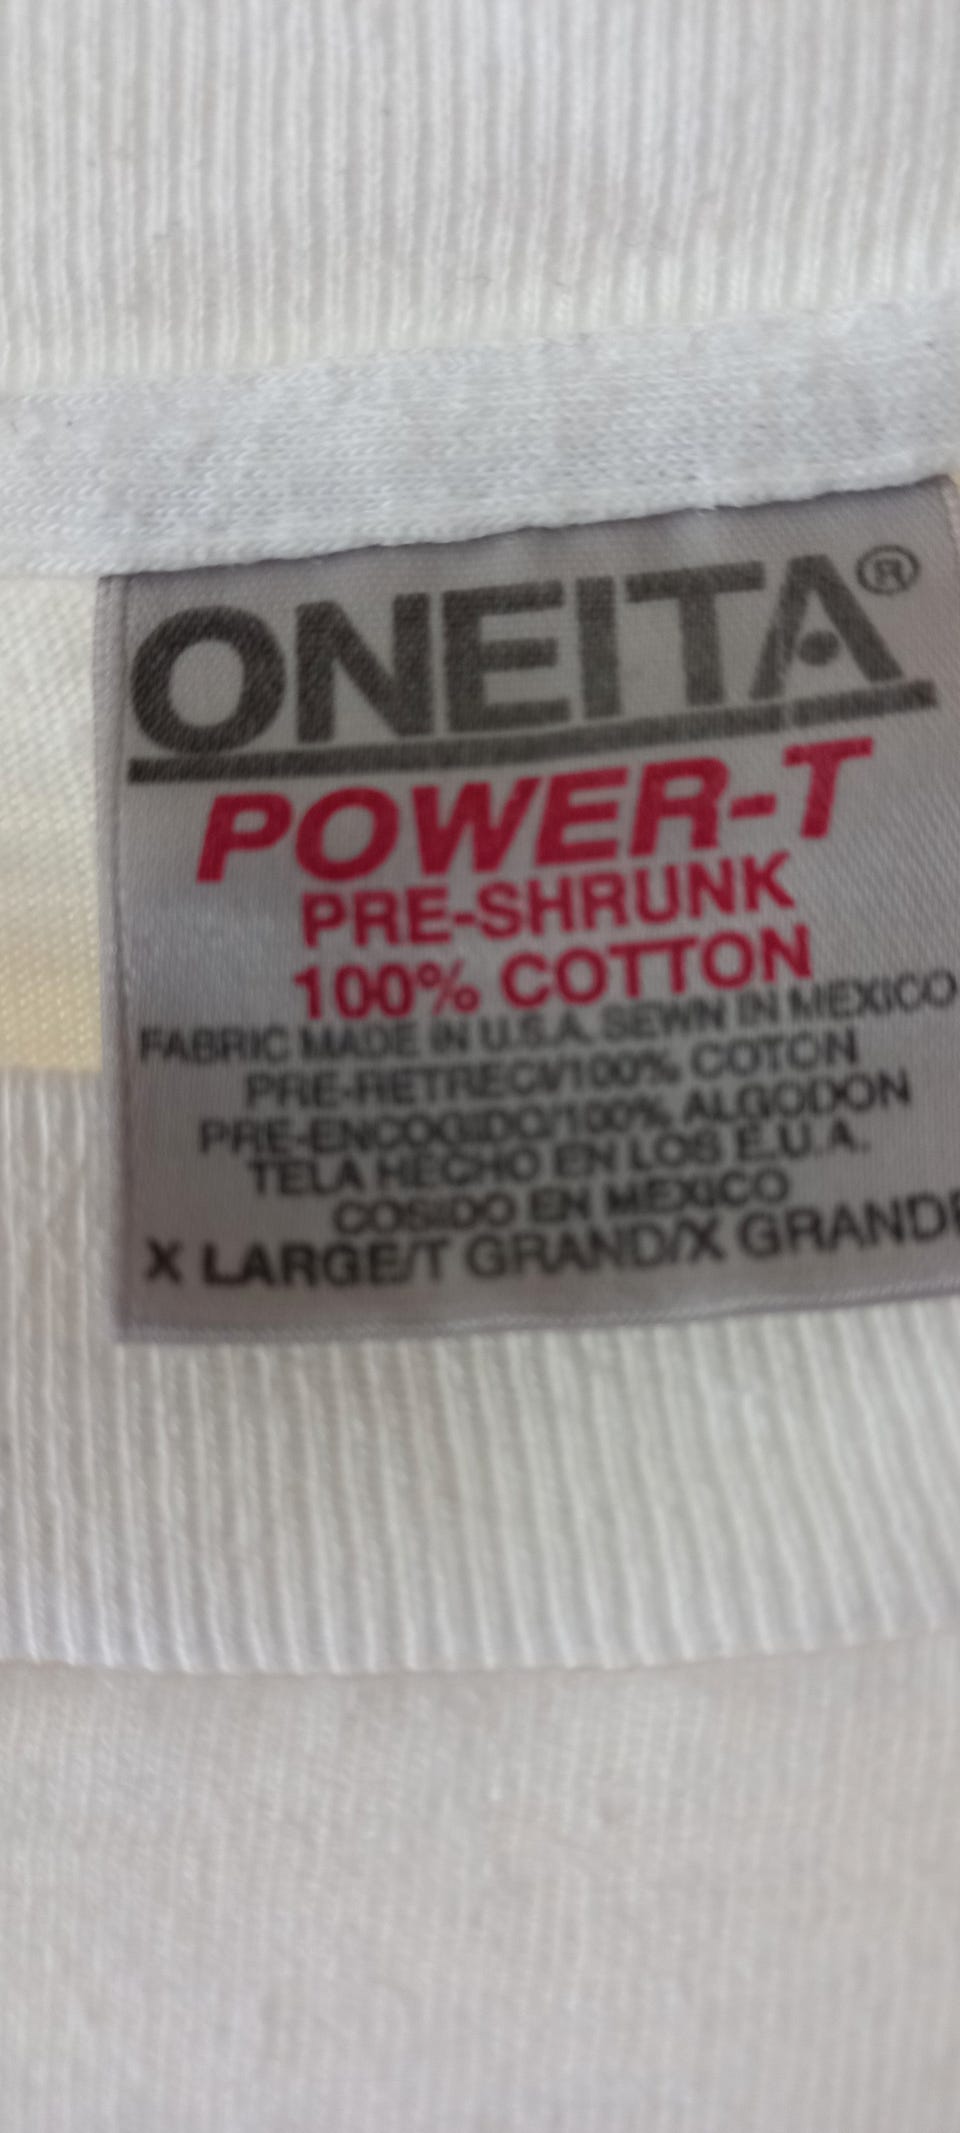 ONEITA®
POWER-T
PRE-SHRUNK
100% COTTON
FABRIC MADE IN U.S.A. SEWN IN MEXICO
PRE-RETRECI/100% COTON
PRE-ENCOGIDO/100% ALGODON
TELA HECHO EN LOS E.U.A.
COSIDO EN MEXICO
X LARGE/T GRAND/X GRANDE